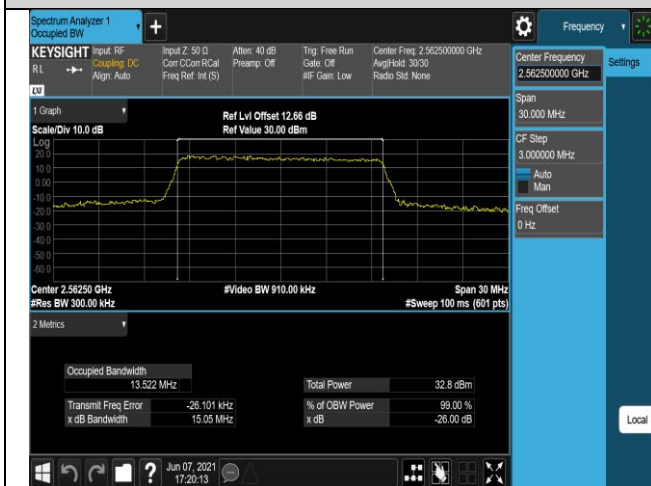 Spectrum Analyzer 1
Occupied BW
Frequency
KEYSIGHT
RL
LXI
Input: RF
Coupling: DC
Align: Auto
Input Z: 50 Ω
Corr CCorr RCal
Freq Ref: Int (S)
Atten: 40 dB
Preamp: Off
Trig: Free Run
Gate: Off
#IF Gain: Low
Center Freq: 2.562500000 GHz
Avg|Hold: 30/30
Radio Std: None
Center Frequency
2.562500000 GHz
Settings
Span
30.000 MHz
CF Step
3.000000 MHz
Auto
Man
Freq Offset
0 Hz
Local
1 Graph
Scale/Div 10.0 dB
Ref Lvl Offset 12.66 dB
Ref Value 30.00 dBm
Log
20.0
10.0
0.00
-10.0
-20.0
-30.0
-40.0
-50.0
-60.0
Center 2.56250 GHz
#Video BW 910.00 kHz
Span 30 MHz
#Res BW 300.00 kHz
#Sweep 100 ms (601 pts)
2 Metrics
Occupied Bandwidth
13.522 MHz
Total Power 32.8 dBm
Transmit Freq Error -26.101 kHz
% of OBW Power 99.00 %
x dB Bandwidth 15.05 MHz
x dB -26.00 dB
?
Jun 07, 2021
17:20:13